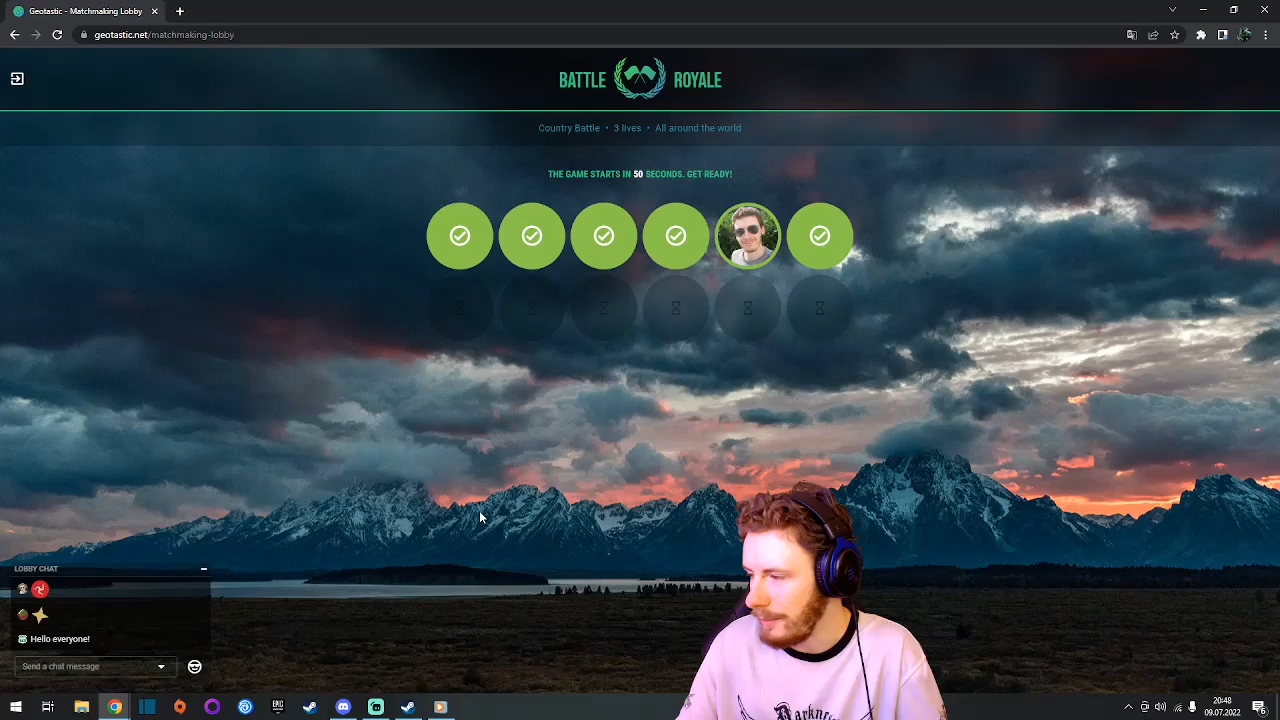 Geotastic - Matchmaking Lobby
geotastic.net/matchmaking-lobby
BATTLE ROYALE
Country Battle • 3 lives • All around the world
THE GAME STARTS IN 50 SECONDS. GET READY!
LOBBY CHAT
Hello everyone!
Send a chat message
EPIC
20:48
09.07.2022